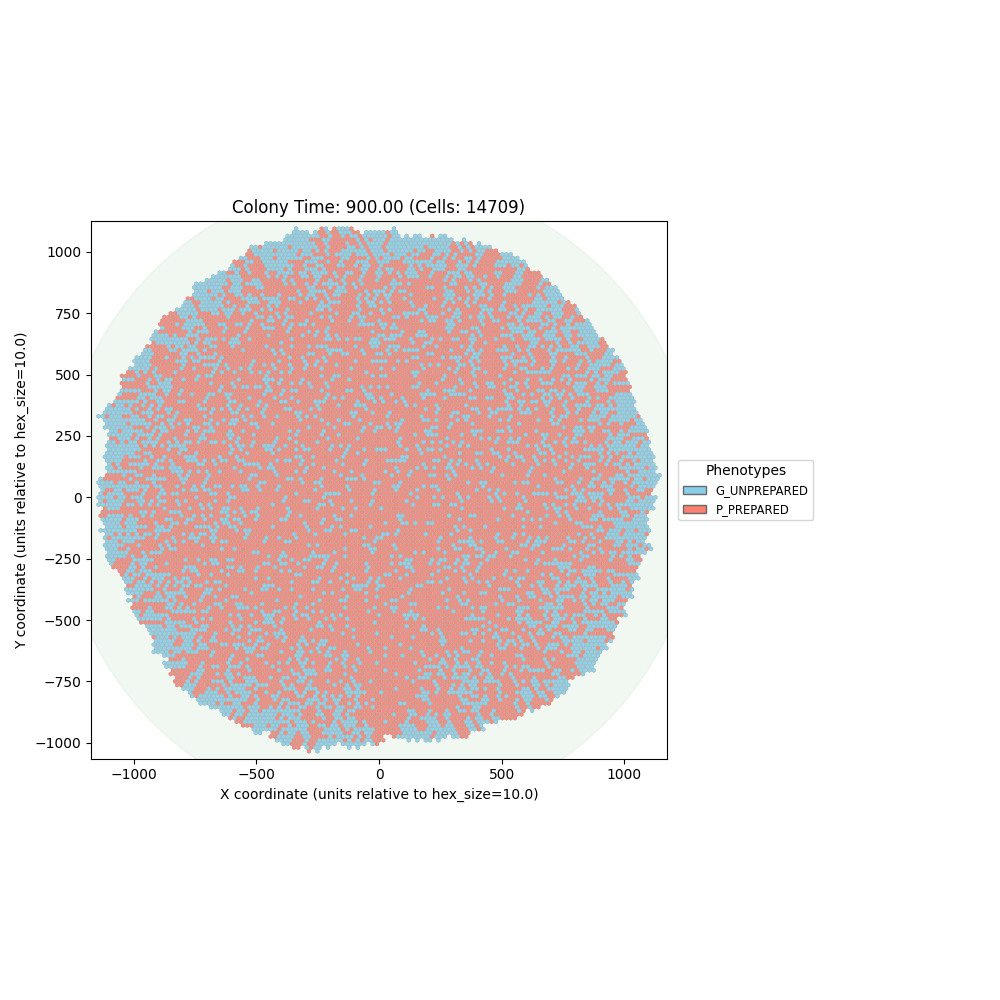 Colony Time: 900.00 (Cells: 14709)
1000
750
500
250
0
−250
−500
−750
−1000
Y coordinate (units relative to hex_size=10.0)
−1000
−500
0
500
1000
X coordinate (units relative to hex_size=10.0)
Phenotypes
G_UNPREPARED
P_PREPARED